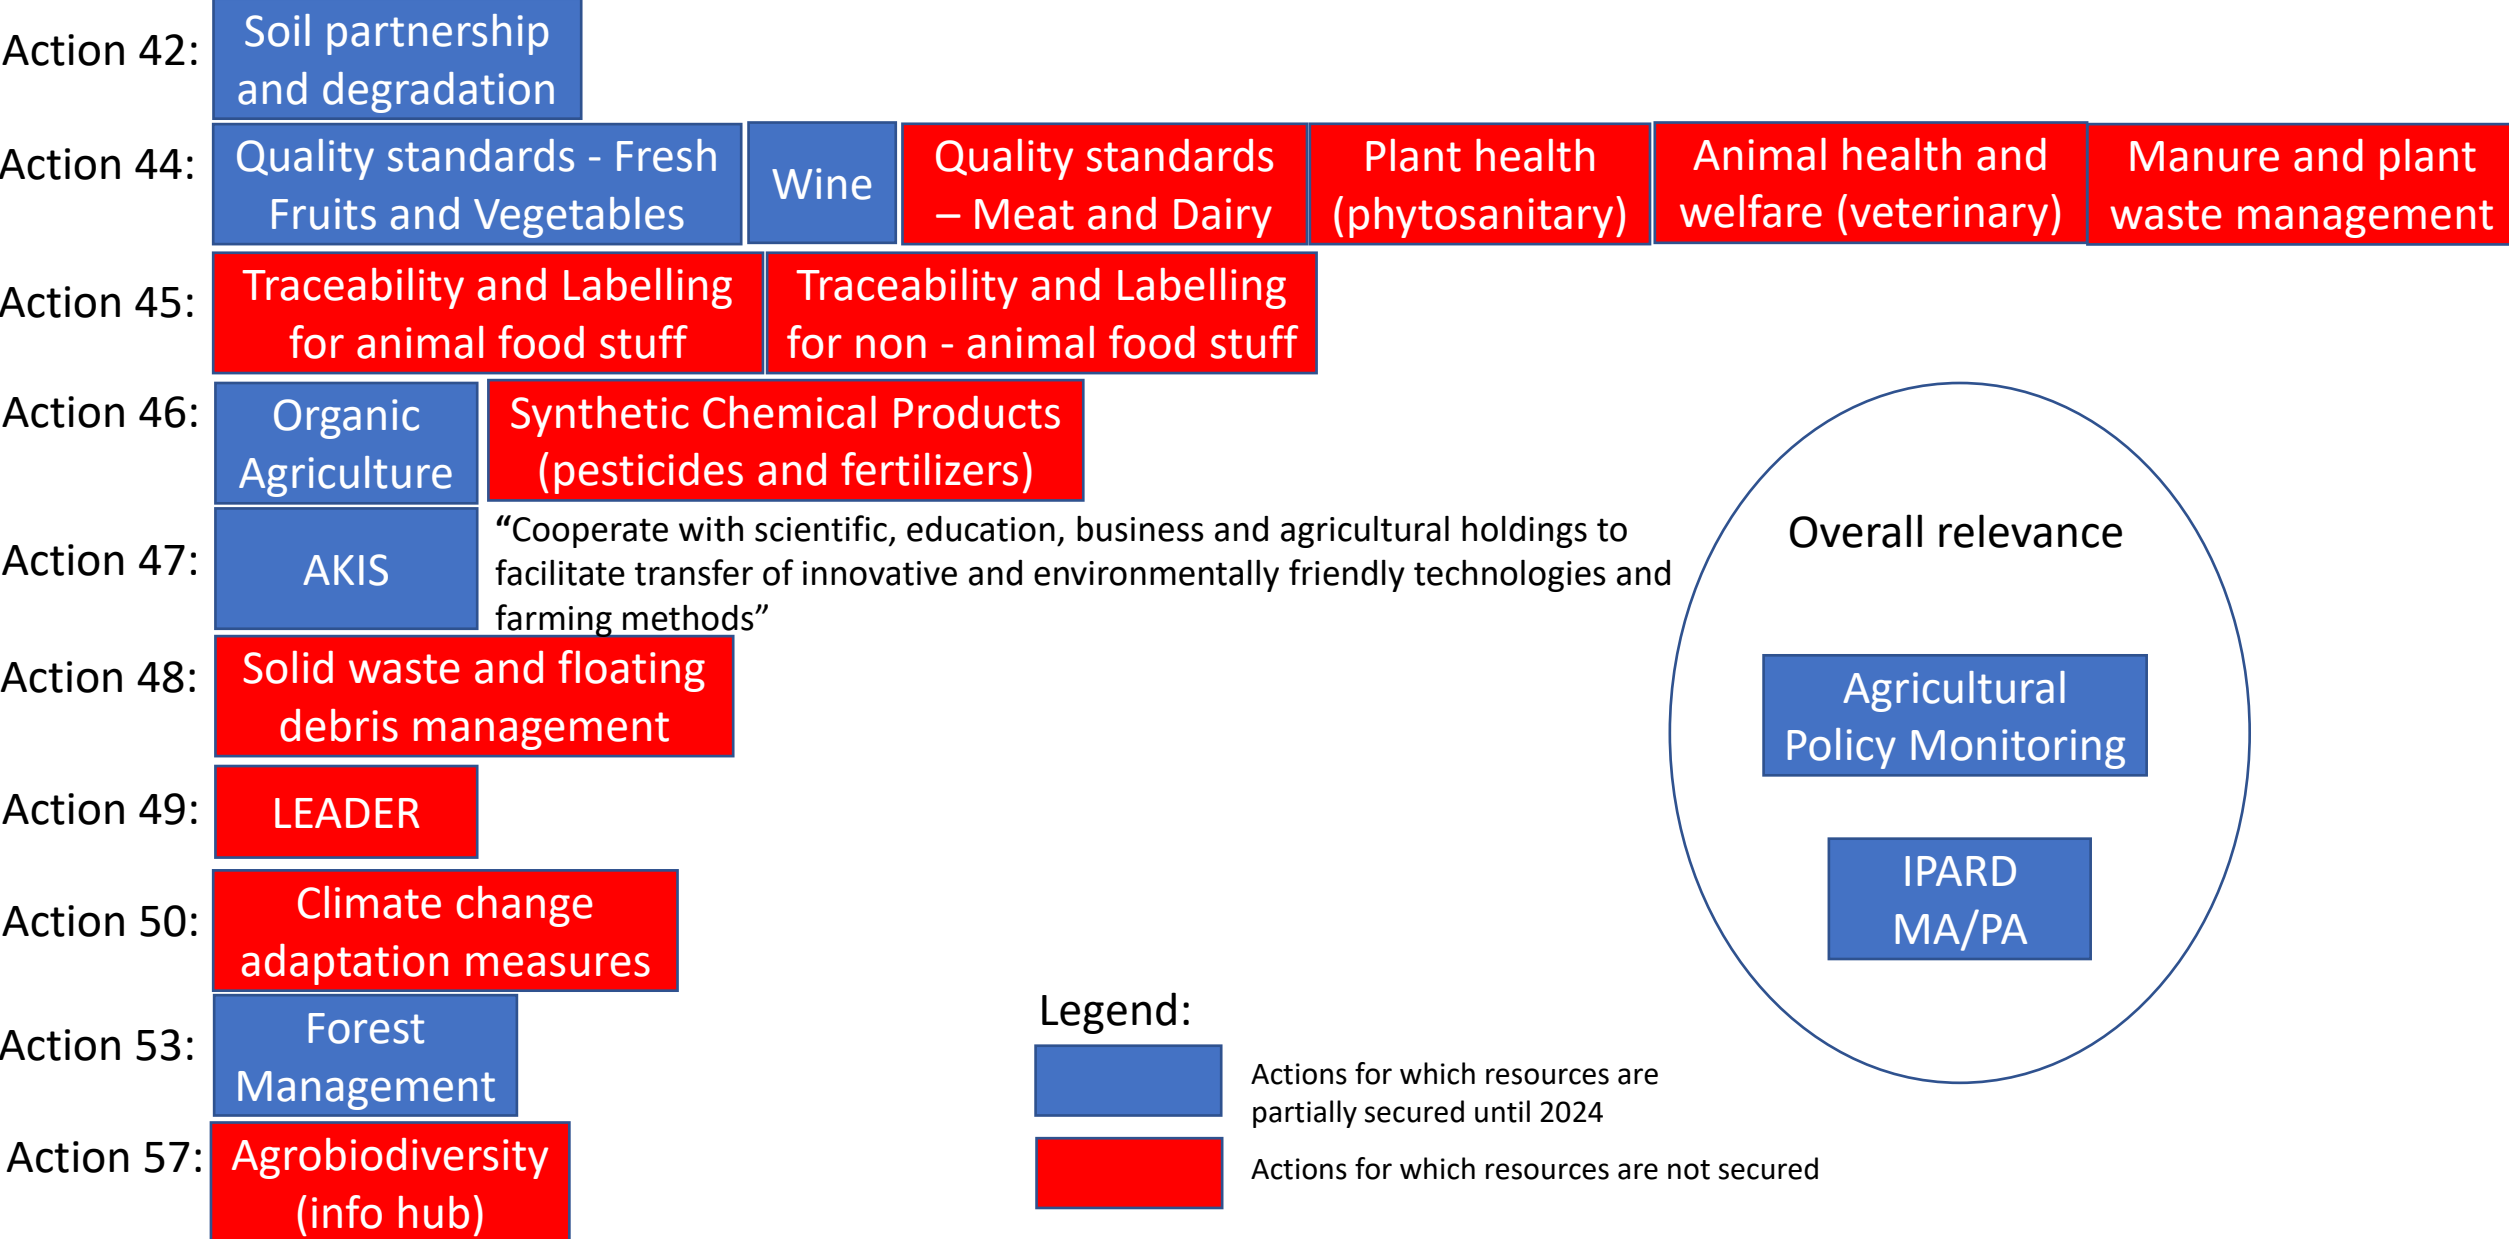 Action 42:
Soil partnership
and degradation
Action 44:
Quality standards - Fresh
Fruits and Vegetables
Wine
Quality standards
– Meat and Dairy
Plant health
(phytosanitary)
Animal health and
welfare (veterinary)
Manure and plant
waste management
Action 45:
Traceability and Labelling
for animal food stuff
Traceability and Labelling
for non - animal food stuff
Action 46:
Organic
Agriculture
Synthetic Chemical Products
(pesticides and fertilizers)
Action 47:
AKIS
“Cooperate with scientific, education, business and agricultural holdings to
facilitate transfer of innovative and environmentally friendly technologies and
farming methods”
Action 48:
Solid waste and floating
debris management
Action 49:
LEADER
Action 50:
Climate change
adaptation measures
Action 53:
Forest
Management
Action 57:
Agrobiodiversity
(info hub)
Overall relevance
Agricultural
Policy Monitoring
IPARD
MA/PA
Legend:
Actions for which resources are
partially secured until 2024
Actions for which resources are not secured